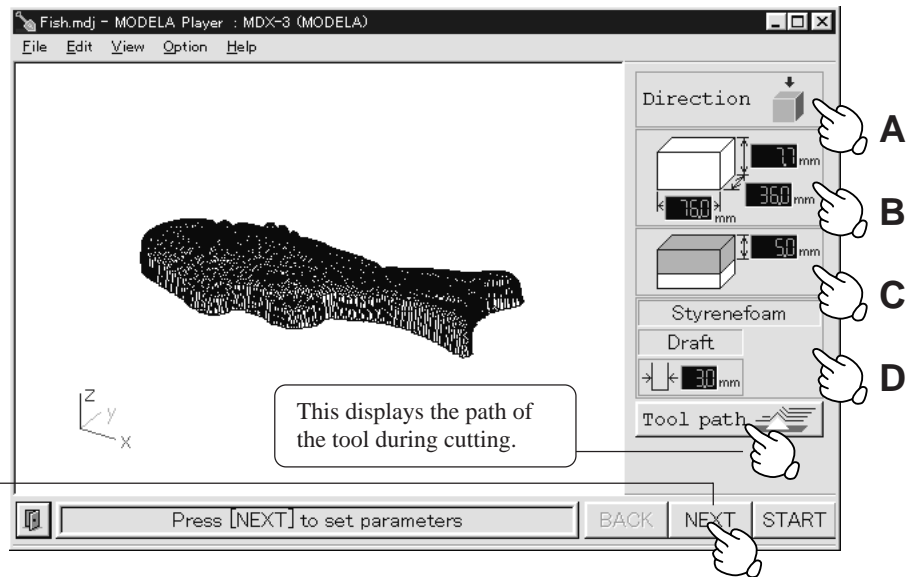 Fish.mdj - MODELA Player : MDX-3 (MODELA)
File Edit View Option Help
Direction
A
7.7 mm
36.0 mm
76.0 mm
B
5.0 mm
C
Styrenefoam
Draft
3.0 mm
D
Tool path
Z
y
X
This displays the path of
the tool during cutting.
Press [NEXT] to set parameters
BACK NEXT START